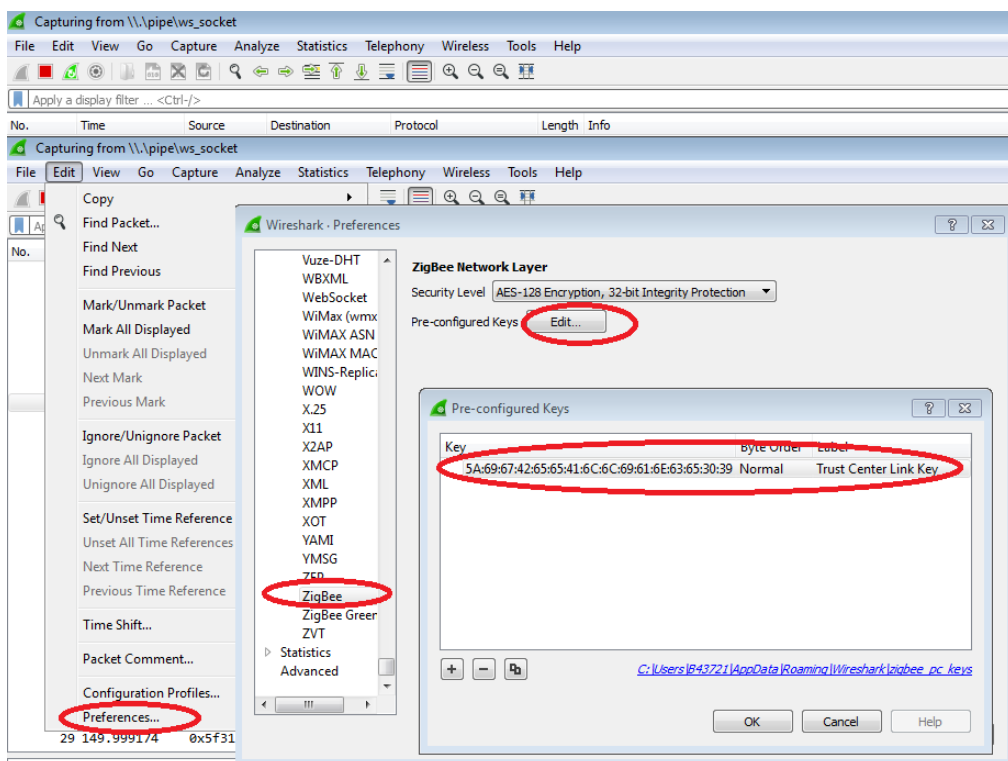 Capturing from \\.\pipe\ws_socket
File Edit View Go Capture Analyze Statistics Telephony Wireless Tools Help
Apply a display filter ... <Ctrl-/>
No. Time Source Destination Protocol Length Info
Capturing from \\.\pipe\ws_socket
File Edit View Go Capture Analyze Statistics Telephony Wireless Tools Help
No.
Copy
Find Packet...
Find Next
Find Previous
Mark/Unmark Packet
Mark All Displayed
Unmark All Displayed
Next Mark
Previous Mark
Ignore/Unignore Packet
Ignore All Displayed
Unignore All Displayed
Set/Unset Time Reference
Unset All Time References
Next Time Reference
Previous Time Reference
Time Shift...
Packet Comment...
Configuration Profiles...
Preferences...
29 149.999174 0x5f31
Wireshark · Preferences
Vuze-DHT
WBXML
WebSocket
WiMax (wmx
WiMAX ASN
WiMAX MAC
WINS-Replica
WOW
X.25
X11
X2AP
XMCP
XML
XMPP
XOT
YAMI
YMSG
ZEP
ZigBee
ZigBee Green
ZVT
Statistics
Advanced
ZigBee Network Layer
Security Level AES-128 Encryption, 32-bit Integrity Protection
Pre-configured Keys Edit...
Pre-configured Keys
Key Byte Order Label
5A:69:67:42:65:65:41:6C:6C:69:61:6E:63:65:30:39 Normal Trust Center Link Key
C:\Users\B43721\AppData\Roaming\Wireshark\zigbee_pc_keys
OK Cancel Help